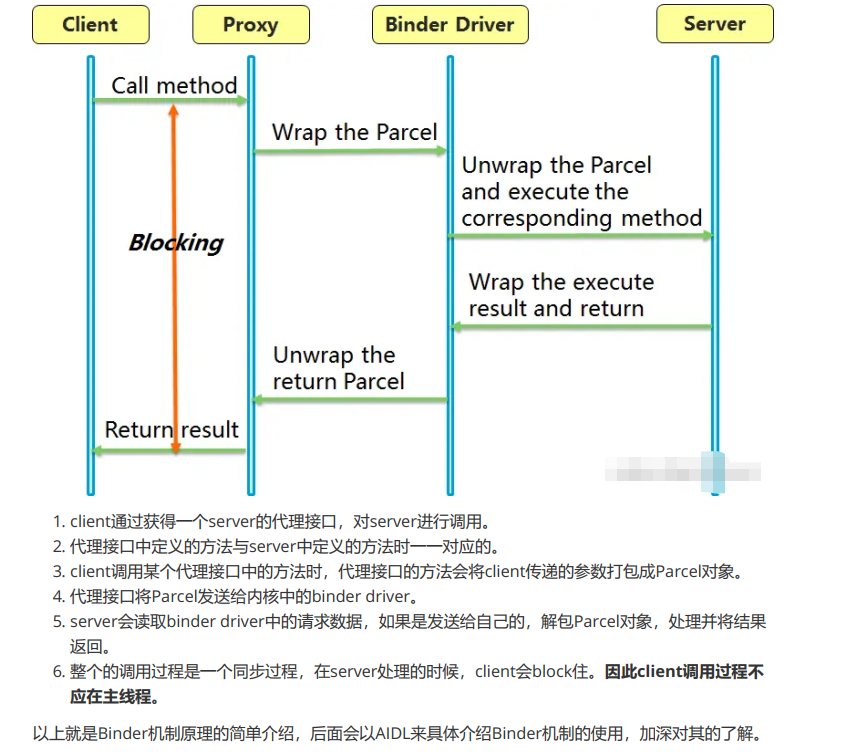 Client Proxy Binder Driver Server
Call method
Wrap the Parcel
Unwrap the Parcel
and execute the
corresponding method
Blocking
Wrap the execute
result and return
Unwrap the
return Parcel
Return result
1. client通过获得一个server的代理接口，对server进行调用。
2. 代理接口中定义的方法与server中定义的方法时一一对应的。
3. client调用某个代理接口中的方法时，代理接口的方法会将client传递的参数打包成Parcel对象。
4. 代理接口将Parcel发送给内核中的binder driver。
5. server会读取binder driver中的请求数据，如果是发送给自己的，解包Parcel对象，处理并将结果
返回。
6. 整个的调用过程是一个同步过程，在server处理的时候，client会block住。因此client调用过程不
应在主线程。
以上就是Binder机制原理的简单介绍，后面会以AIDL来具体介绍Binder机制的使用，加深对其的了解。